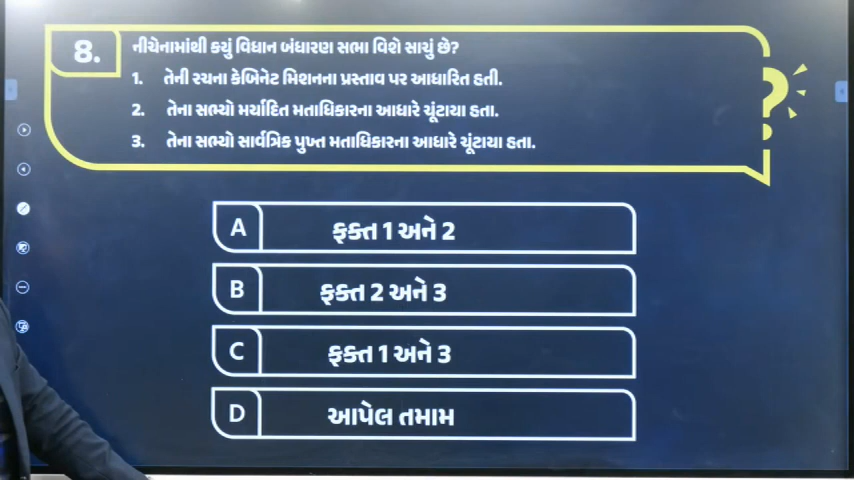 8. નીચેનામાંથી કયું વિધાન બંધારણ સભા વિશે સાચું છે?
1. તેની રચના કેબિનેટ મિશનના પ્રસ્તાવ પર આધારિત હતી.
2. તેના સભ્યો મર્યાદિત મતાધિકારના આધારે ચૂંટાયા હતા.
3. તેના સભ્યો સાર્વત્રિક પુખ્ત મતાધિકારના આધારે ચૂંટાયા હતા.
A ફક્ત 1 અને 2
B ફક્ત 2 અને 3
C ફક્ત 1 અને 3
D આપેલ તમામ